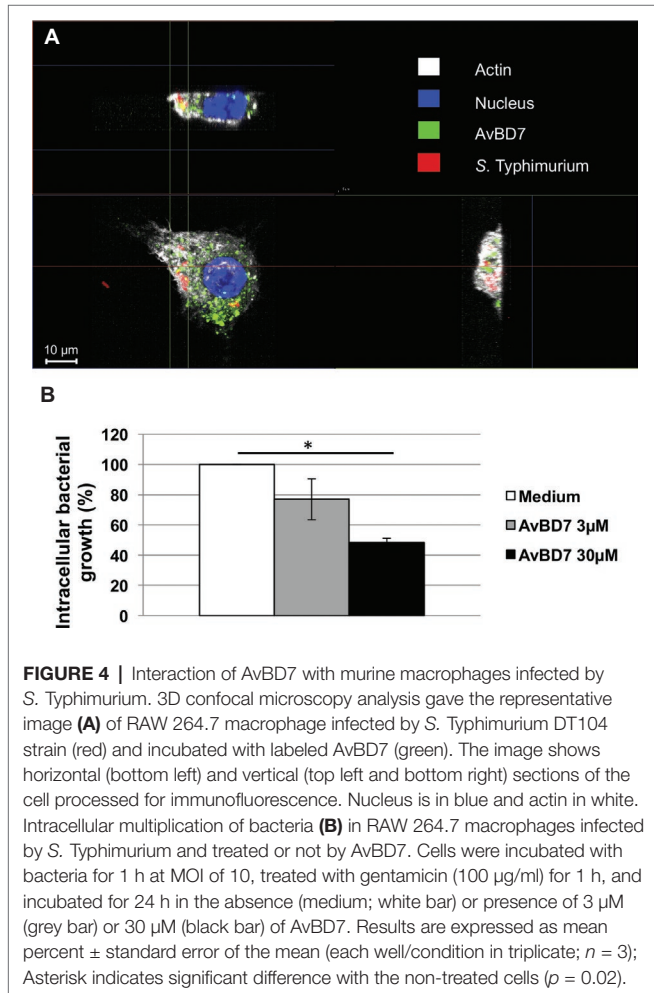 A
Actin
Nucleus
AvBD7
S. Typhimurium
10 µm
B
Intracellular bacterial
growth (%)
120
100
80
60
40
20
0
*
Medium
AvBD7 3µM
AvBD7 30µM
FIGURE 4 | Interaction of AvBD7 with murine macrophages infected by
S. Typhimurium. 3D confocal microscopy analysis gave the representative
image (A) of RAW 264.7 macrophage infected by S. Typhimurium DT104
strain (red) and incubated with labeled AvBD7 (green). The image shows
horizontal (bottom left) and vertical (top left and bottom right) sections of the
cell processed for immunofluorescence. Nucleus is in blue and actin in white.
Intracellular multiplication of bacteria (B) in RAW 264.7 macrophages infected
by S. Typhimurium and treated or not by AvBD7. Cells were incubated with
bacteria for 1 h at MOI of 10, treated with gentamicin (100 µg/ml) for 1 h, and
incubated for 24 h in the absence (medium; white bar) or presence of 3 µM
(grey bar) or 30 µM (black bar) of AvBD7. Results are expressed as mean
percent ± standard error of the mean (each well/condition in triplicate; n = 3);
Asterisk indicates significant difference with the non-treated cells (p = 0.02).